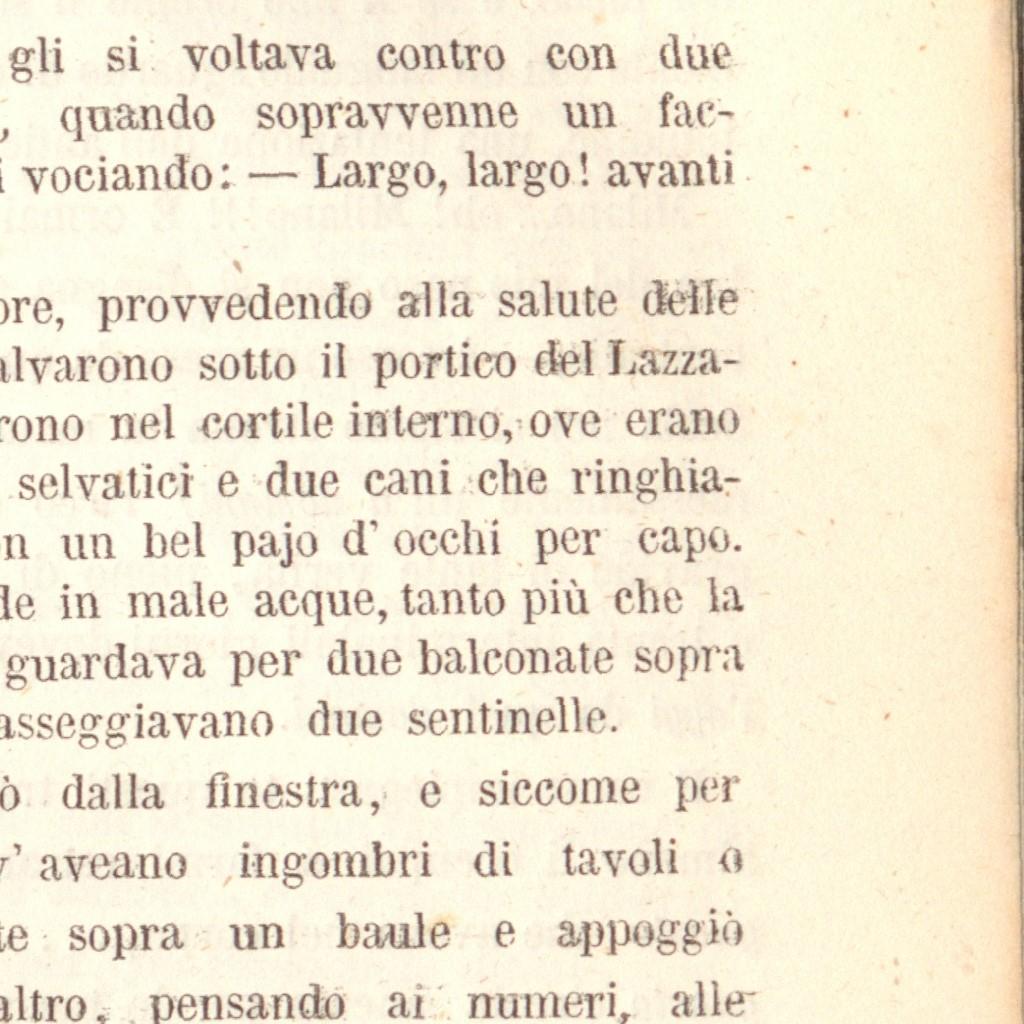 gli si voltava contro con due
, quando sopravvenne un fac-
i vociando: — Largo, largo! avanti
ore, provvedendo alla salute delle
alvarono sotto il portico del Lazza-
rono nel cortile interno, ove erano
selvatici e due cani che ringhia-
on un bel pajo d' occhi per capo.
de in male acque, tanto più che la
guardava per due balconate sopra
asseggiavano due sentinelle.
ò dalla finestra, e siccome per
v' aveano ingombri di tavoli o
te sopra un baule e appoggiò
altro, pensando ai numeri, alle